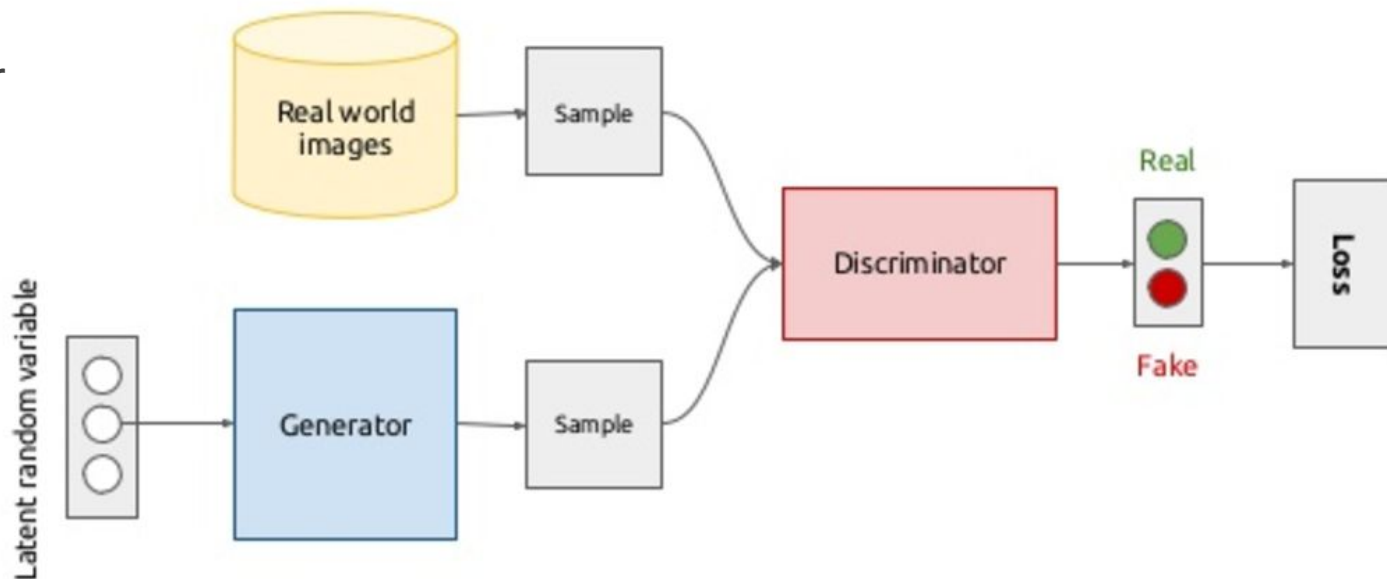 Real world
images
Sample
Real
Discriminator
Loss
Fake
Latent random variable
Generator
Sample